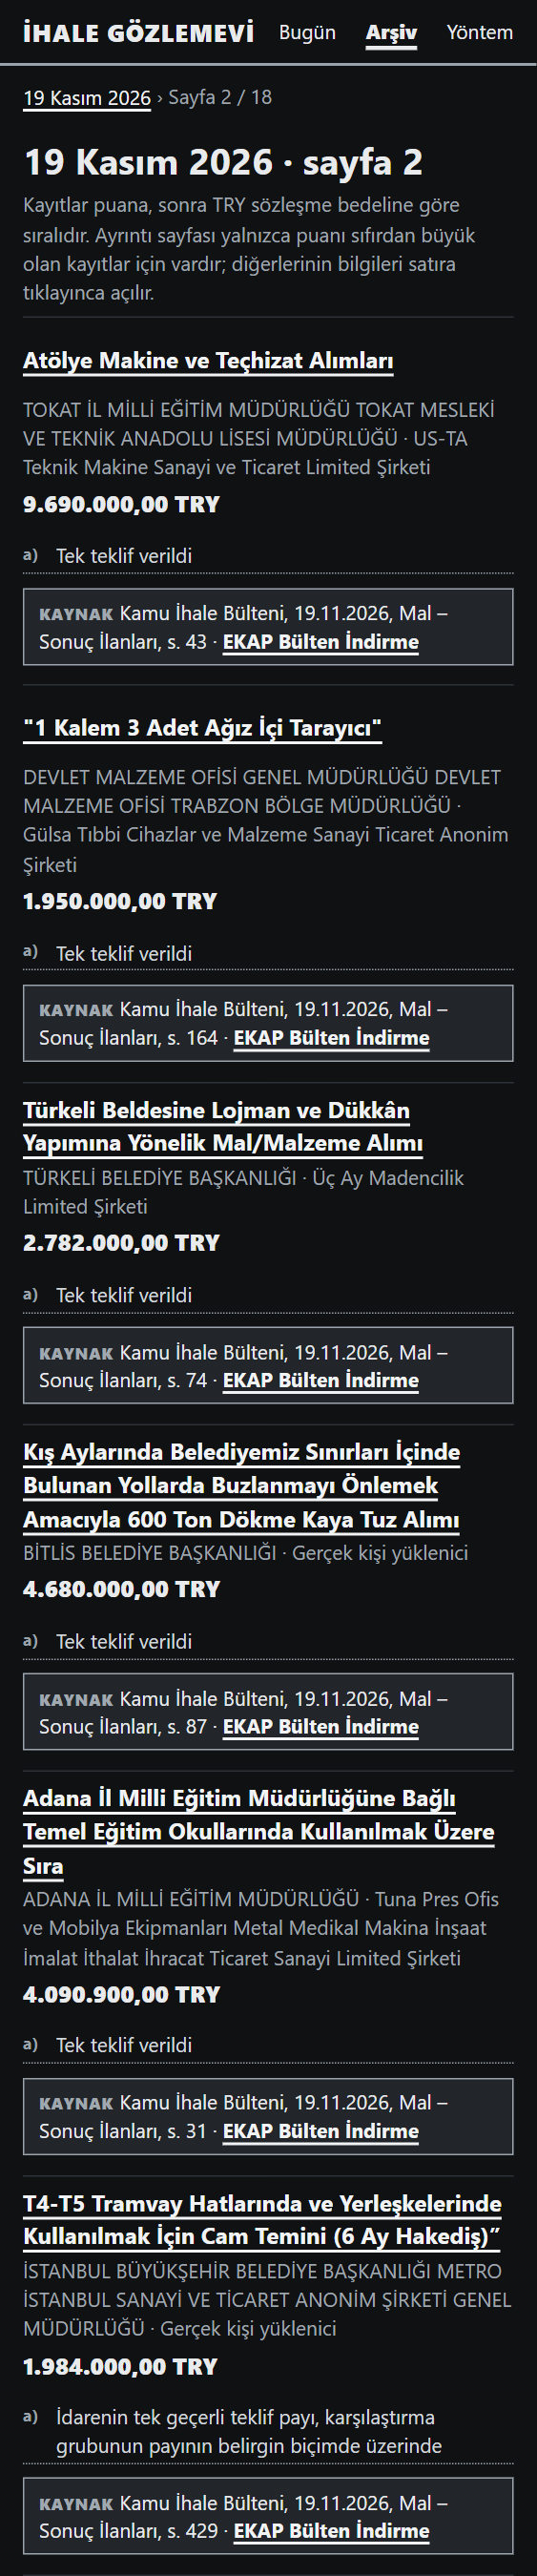 İHALE GÖZLEMEVİ Bugün Arşiv Yöntem
19 Kasım 2026 › Sayfa 2 / 18
19 Kasım 2026 · sayfa 2
Kayıtlar puana, sonra TRY sözleşme bedeline göre
sıralıdır. Ayrıntı sayfası yalnızca puanı sıfırdan büyük
olan kayıtlar için vardır; diğerlerinin bilgileri satıra
tıklayınca açılır.
Atölye Makine ve Teçhizat Alımları
TOKAT İL MİLLİ EĞİTİM MÜDÜRLÜĞÜ TOKAT MESLEKİ
VE TEKNİK ANADOLU LİSESİ MÜDÜRLÜĞÜ · US-TA
Teknik Makine Sanayi ve Ticaret Limited Şirketi
9.690.000,00 TRY
a) Tek teklif verildi
KAYNAK Kamu İhale Bülteni, 19.11.2026, Mal –
Sonuç İlanları, s. 43 · EKAP Bülten İndirme
"1 Kalem 3 Adet Ağız İçi Tarayıcı"
DEVLET MALZEME OFİSİ GENEL MÜDÜRLÜĞÜ DEVLET
MALZEME OFİSİ TRABZON BÖLGE MÜDÜRLÜĞÜ ·
Gülsa Tıbbi Cihazlar ve Malzeme Sanayi Ticaret Anonim
Şirketi
1.950.000,00 TRY
a) Tek teklif verildi
KAYNAK Kamu İhale Bülteni, 19.11.2026, Mal –
Sonuç İlanları, s. 164 · EKAP Bülten İndirme
Türkeli Beldesine Lojman ve Dükkân
Yapımına Yönelik Mal/Malzeme Alımı
TÜRKELİ BELEDİYE BAŞKANLIĞI · Üç Ay Madencilik
Limited Şirketi
2.782.000,00 TRY
a) Tek teklif verildi
KAYNAK Kamu İhale Bülteni, 19.11.2026, Mal –
Sonuç İlanları, s. 74 · EKAP Bülten İndirme
Kış Aylarında Belediyemiz Sınırları İçinde
Bulunan Yollarda Buzlanmayı Önlemek
Amacıyla 600 Ton Dökme Kaya Tuz Alımı
BİTLİS BELEDİYE BAŞKANLIĞI · Gerçek kişi yüklenici
4.680.000,00 TRY
a) Tek teklif verildi
KAYNAK Kamu İhale Bülteni, 19.11.2026, Mal –
Sonuç İlanları, s. 87 · EKAP Bülten İndirme
Adana İl Milli Eğitim Müdürlüğüne Bağlı
Temel Eğitim Okullarında Kullanılmak Üzere
Sıra
ADANA İL MİLLİ EĞİTİM MÜDÜRLÜĞÜ · Tuna Pres Ofis
ve Mobilya Ekipmanları Metal Medikal Makina İnşaat
İmalat İthalat İhracat Ticaret Sanayi Limited Şirketi
4.090.900,00 TRY
a) Tek teklif verildi
KAYNAK Kamu İhale Bülteni, 19.11.2026, Mal –
Sonuç İlanları, s. 31 · EKAP Bülten İndirme
T4-T5 Tramvay Hatlarında ve Yerleşkelerinde
Kullanılmak İçin Cam Temini (6 Ay Hakediş)”
İSTANBUL BÜYÜKŞEHİR BELEDİYE BAŞKANLIĞI METRO
İSTANBUL SANAYİ VE TİCARET ANONİM ŞİRKETİ GENEL
MÜDÜRLÜĞÜ · Gerçek kişi yüklenici
1.984.000,00 TRY
a) İdarenin tek geçerli teklif payı, karşılaştırma
grubunun payının belirgin biçimde üzerinde
KAYNAK Kamu İhale Bülteni, 19.11.2026, Mal –
Sonuç İlanları, s. 429 · EKAP Bülten İndirme